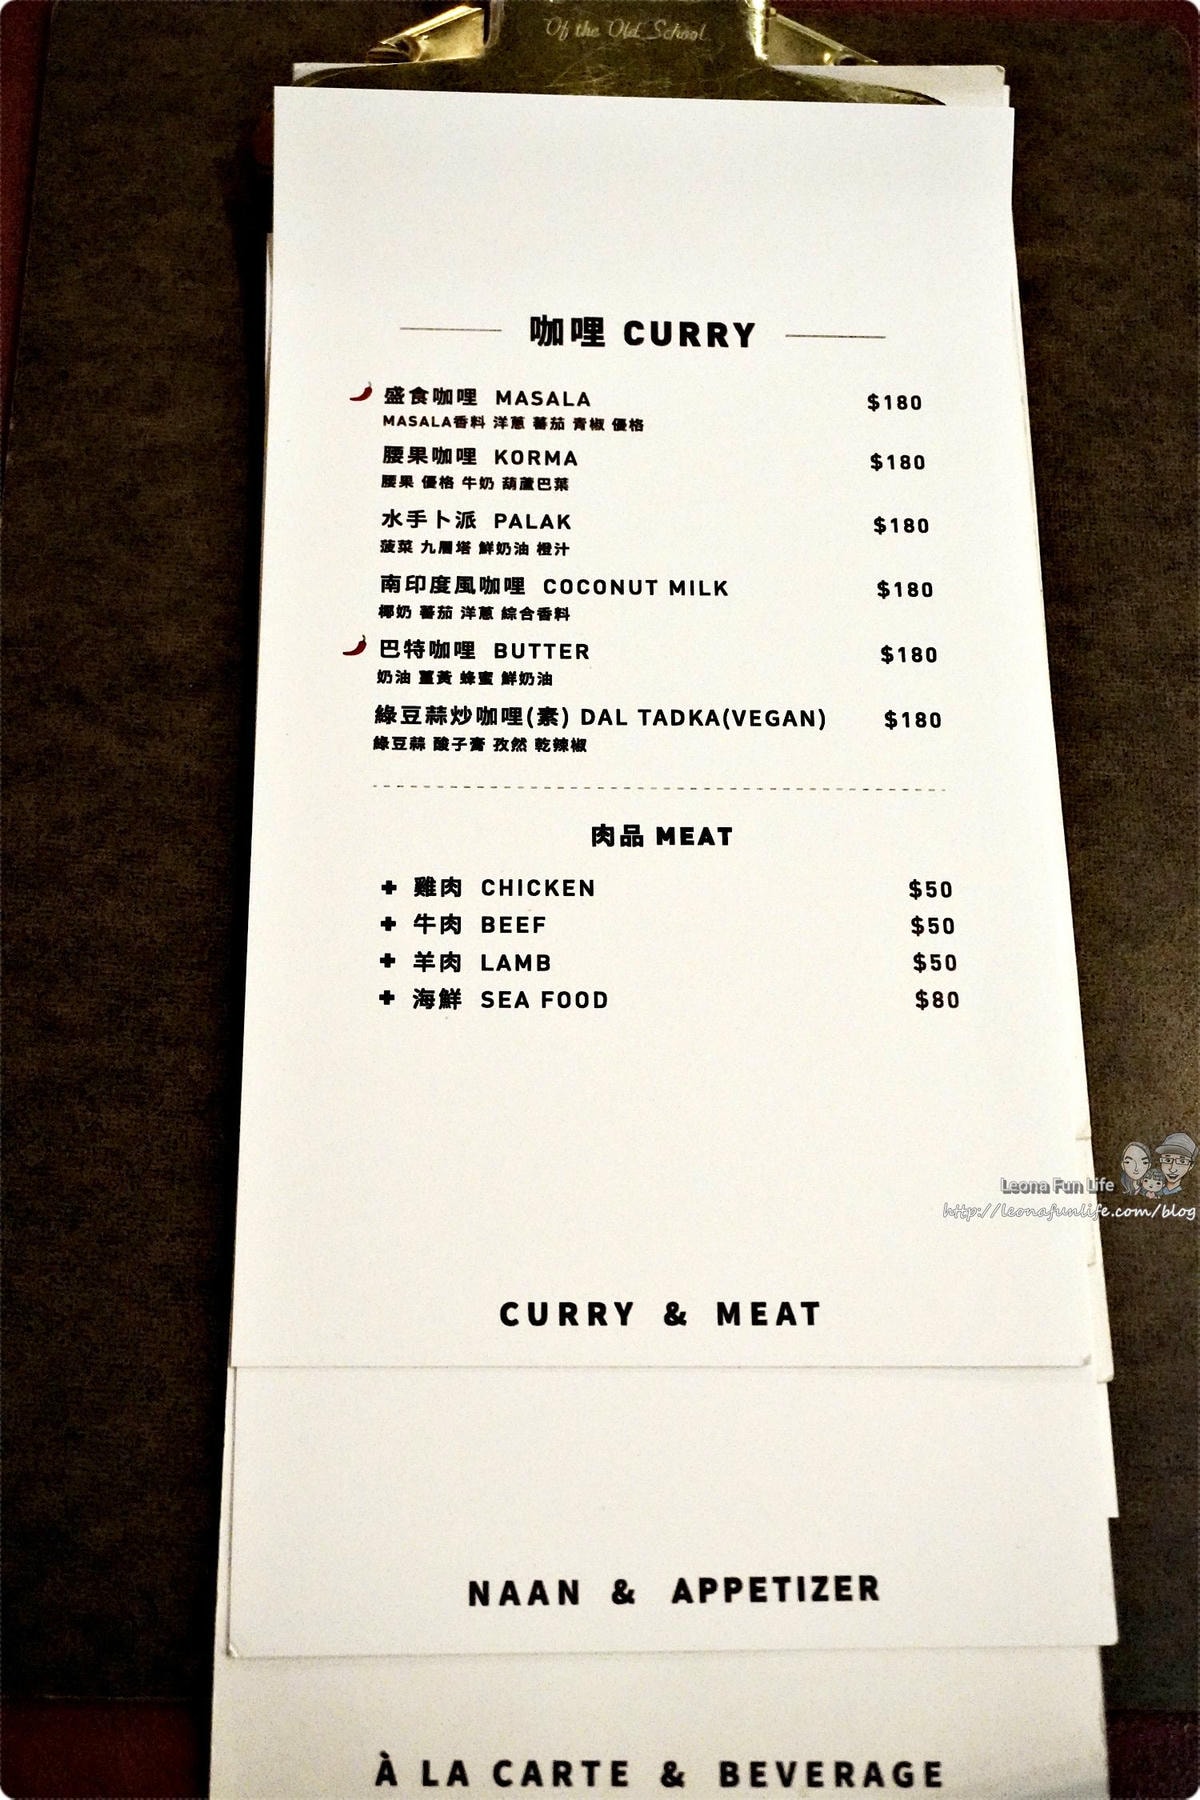 Of the Old School
咖哩 CURRY
盛食咖哩 MASALA $180
MASALA香料 洋蔥 蕃茄 青椒 優格
腰果咖哩 KORMA $180
腰果 優格 牛奶 葫蘆巴葉
水手卜派 PALAK $180
菠菜 九層塔 鮮奶油 橙汁
南印度風咖哩 COCONUT MILK $180
椰奶 蕃茄 洋蔥 綜合香料
巴特咖哩 BUTTER $180
奶油 薑黃 蜂蜜 鮮奶油
綠豆蒜炒咖哩(素) DAL TADKA(VEGAN) $180
綠豆蒜 酸子膏 孜然 乾辣椒
肉品 MEAT
+ 雞肉 CHICKEN $50
+ 牛肉 BEEF $50
+ 羊肉 LAMB $50
+ 海鮮 SEA FOOD $80
Leona Fun Life
http://leonafunlife.com/blog
CURRY & MEAT
NAAN & APPETIZER
À LA CARTE & BEVERAGE